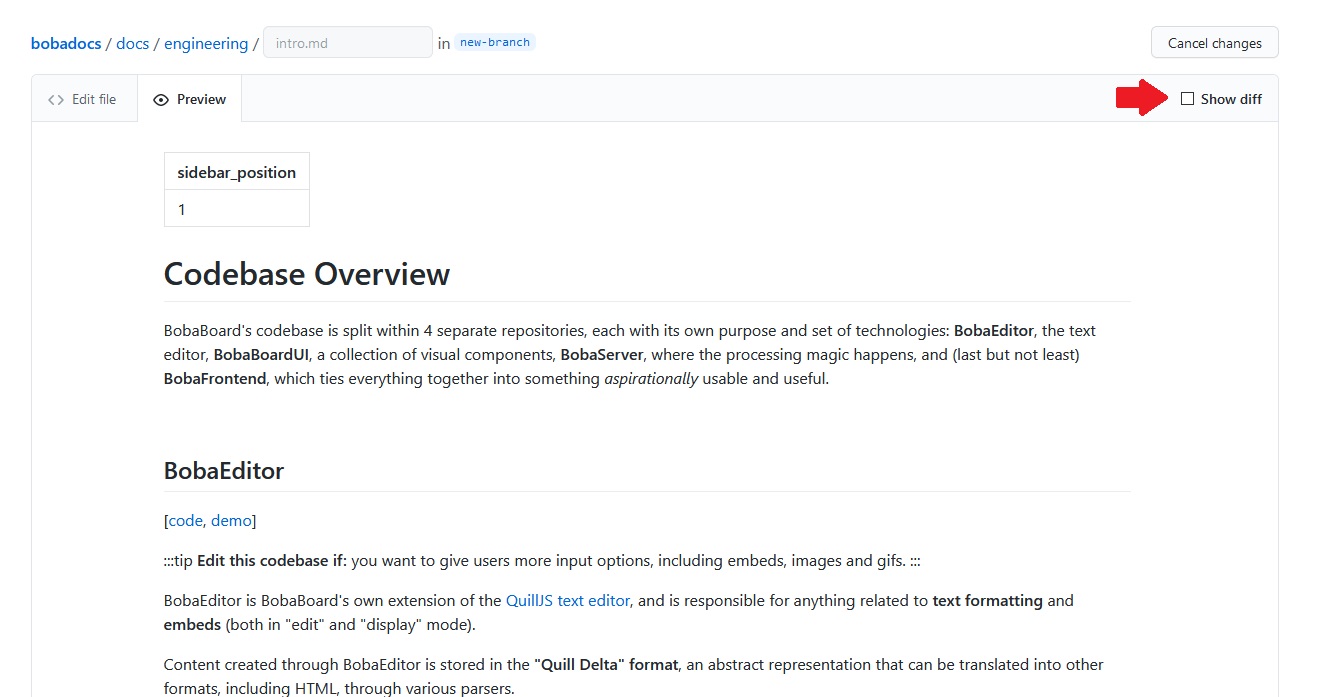 bobadocs / docs / engineering / intro.md in new-branch Cancel changes
<> Edit file Preview Show diff
sidebar_position
1
Codebase Overview
BobaBoard's codebase is split within 4 separate repositories, each with its own purpose and set of technologies: BobaEditor, the text
editor, BobaBoardUI, a collection of visual components, BobaServer, where the processing magic happens, and (last but not least)
BobaFrontend, which ties everything together into something aspirationally usable and useful.
BobaEditor
[code, demo]
:::tip Edit this codebase if: you want to give users more input options, including embeds, images and gifs. :::
BobaEditor is BobaBoard's own extension of the QuillJS text editor, and is responsible for anything related to text formatting and
embeds (both in "edit" and "display" mode).
Content created through BobaEditor is stored in the "Quill Delta" format, an abstract representation that can be translated into other
formats, including HTML, through various parsers.